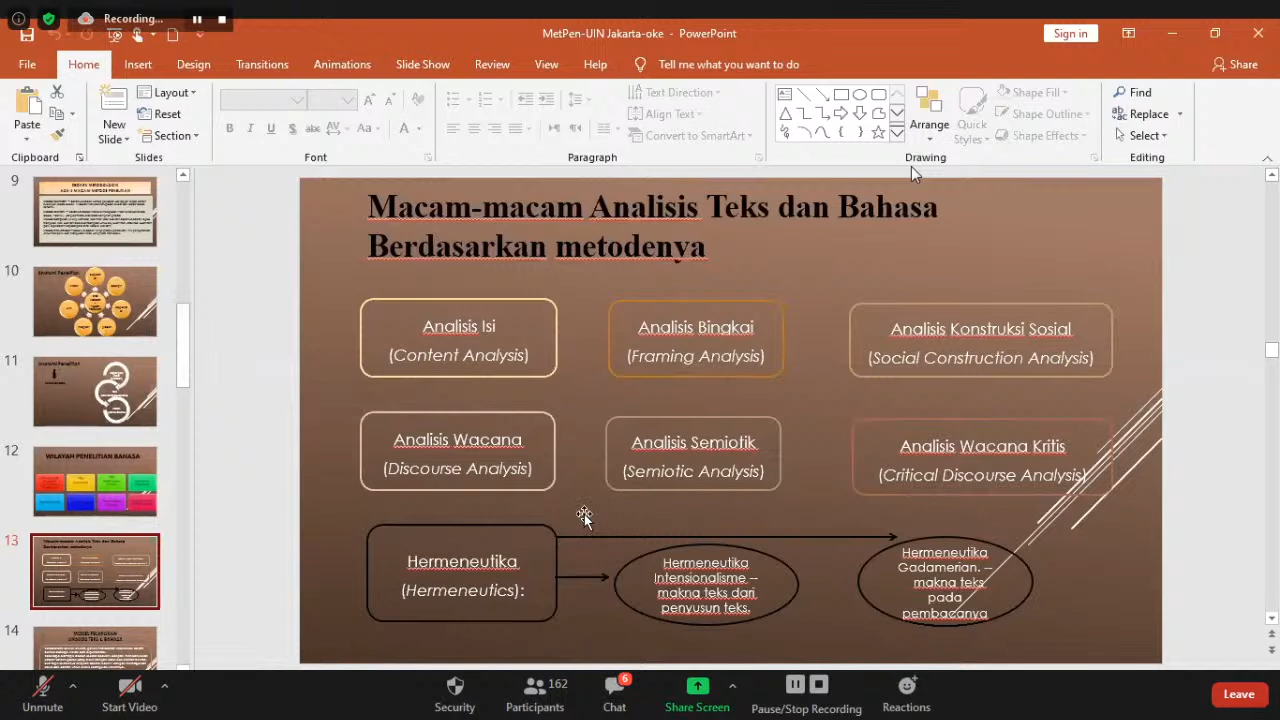 Recording...
MetPen-UIN Jakarta-oke - PowerPoint
Sign in
File Home Insert Design Transitions Animations Slide Show Review View Help Tell me what you want to do Share
Paste
New
Slide
Layout
Reset
Section
B I U S abc AV Aa A
Text Direction
Align Text
Convert to SmartArt
Arrange
Quick
Styles
Shape Fill
Shape Outline
Shape Effects
Find
Replace
Select
Clipboard Slides Font Paragraph Drawing Editing
9
10
11
12
WILAYAH PENELITIAN BAHASA
13
14
Macam-macam Analisis Teks dan Bahasa
Berdasarkan metodenya
Analisis Isi
(Content Analysis)
Analisis Bingkai
(Framing Analysis)
Analisis Konstruksi Sosial
(Social Construction Analysis)
Analisis Wacana
(Discourse Analysis)
Analisis Semiotik
(Semiotic Analysis)
Analisis Wacana Kritis
(Critical Discourse Analysis)
Hermeneutika
(Hermeneutics):
Hermeneutika
Intensionalisme –
makna teks dari
penyusun teks.
Hermeneutika
Gadamerian. –
makna teks
pada
pembacanya
Unmute
Start Video
Security
162
Participants
6
Chat
Share Screen
Pause/Stop Recording
Reactions
Leave